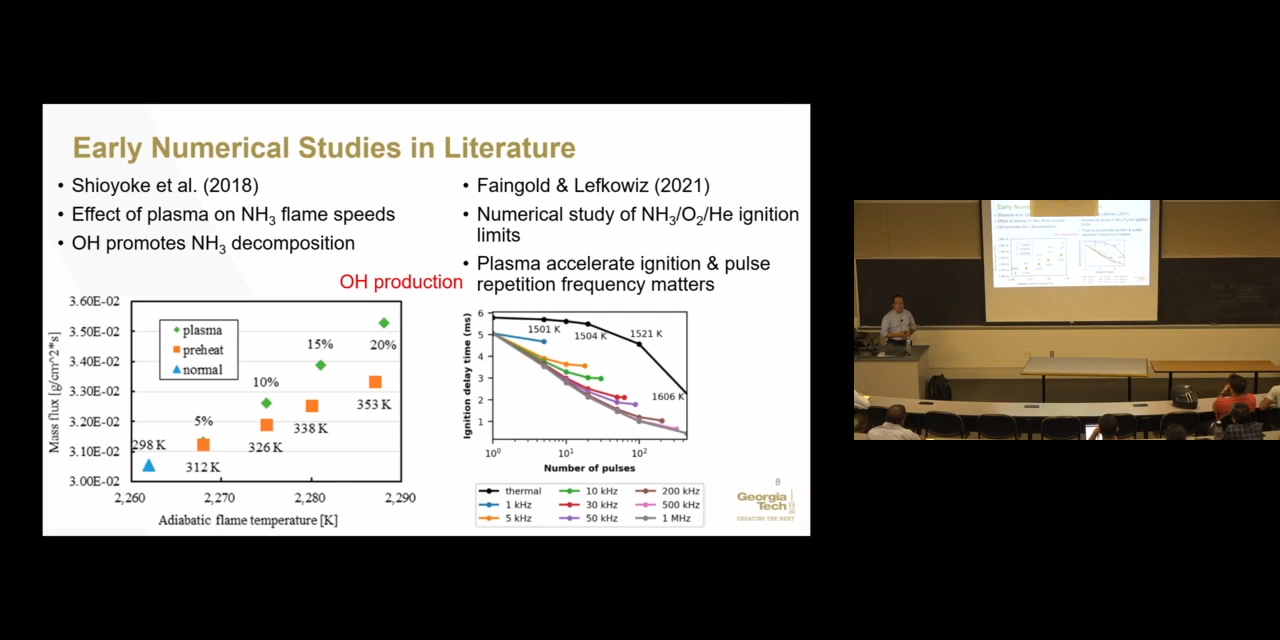 Early Numerical Studies in Literature
• Shioyoke et al. (2018)
• Effect of plasma on NH3 flame speeds
• OH promotes NH3 decomposition
OH production
3.60E-02
3.50E-02
3.40E-02
3.30E-02
3.20E-02
3.10E-02
3.00E-02
Mass flux [g/cm^2*s]
plasma
preheat
normal
5%
10%
15%
20%
298 K
312 K
326 K
338 K
353 K
2,260
2,270
2,280
2,290
Adiabatic flame temperature [K]
• Faingold & Lefkowiz (2021)
• Numerical study of NH3/O2/He ignition
limits
• Plasma accelerate ignition & pulse
repetition frequency matters
Ignition delay time (ms)
6
5
4
3
2
1
1501 K
1504 K
1521 K
1606 K
10^0
10^1
10^2
Number of pulses
thermal
1 kHz
5 kHz
10 kHz
30 kHz
50 kHz
200 kHz
500 kHz
1 MHz
8
Georgia
Tech
CREATING THE NEXT